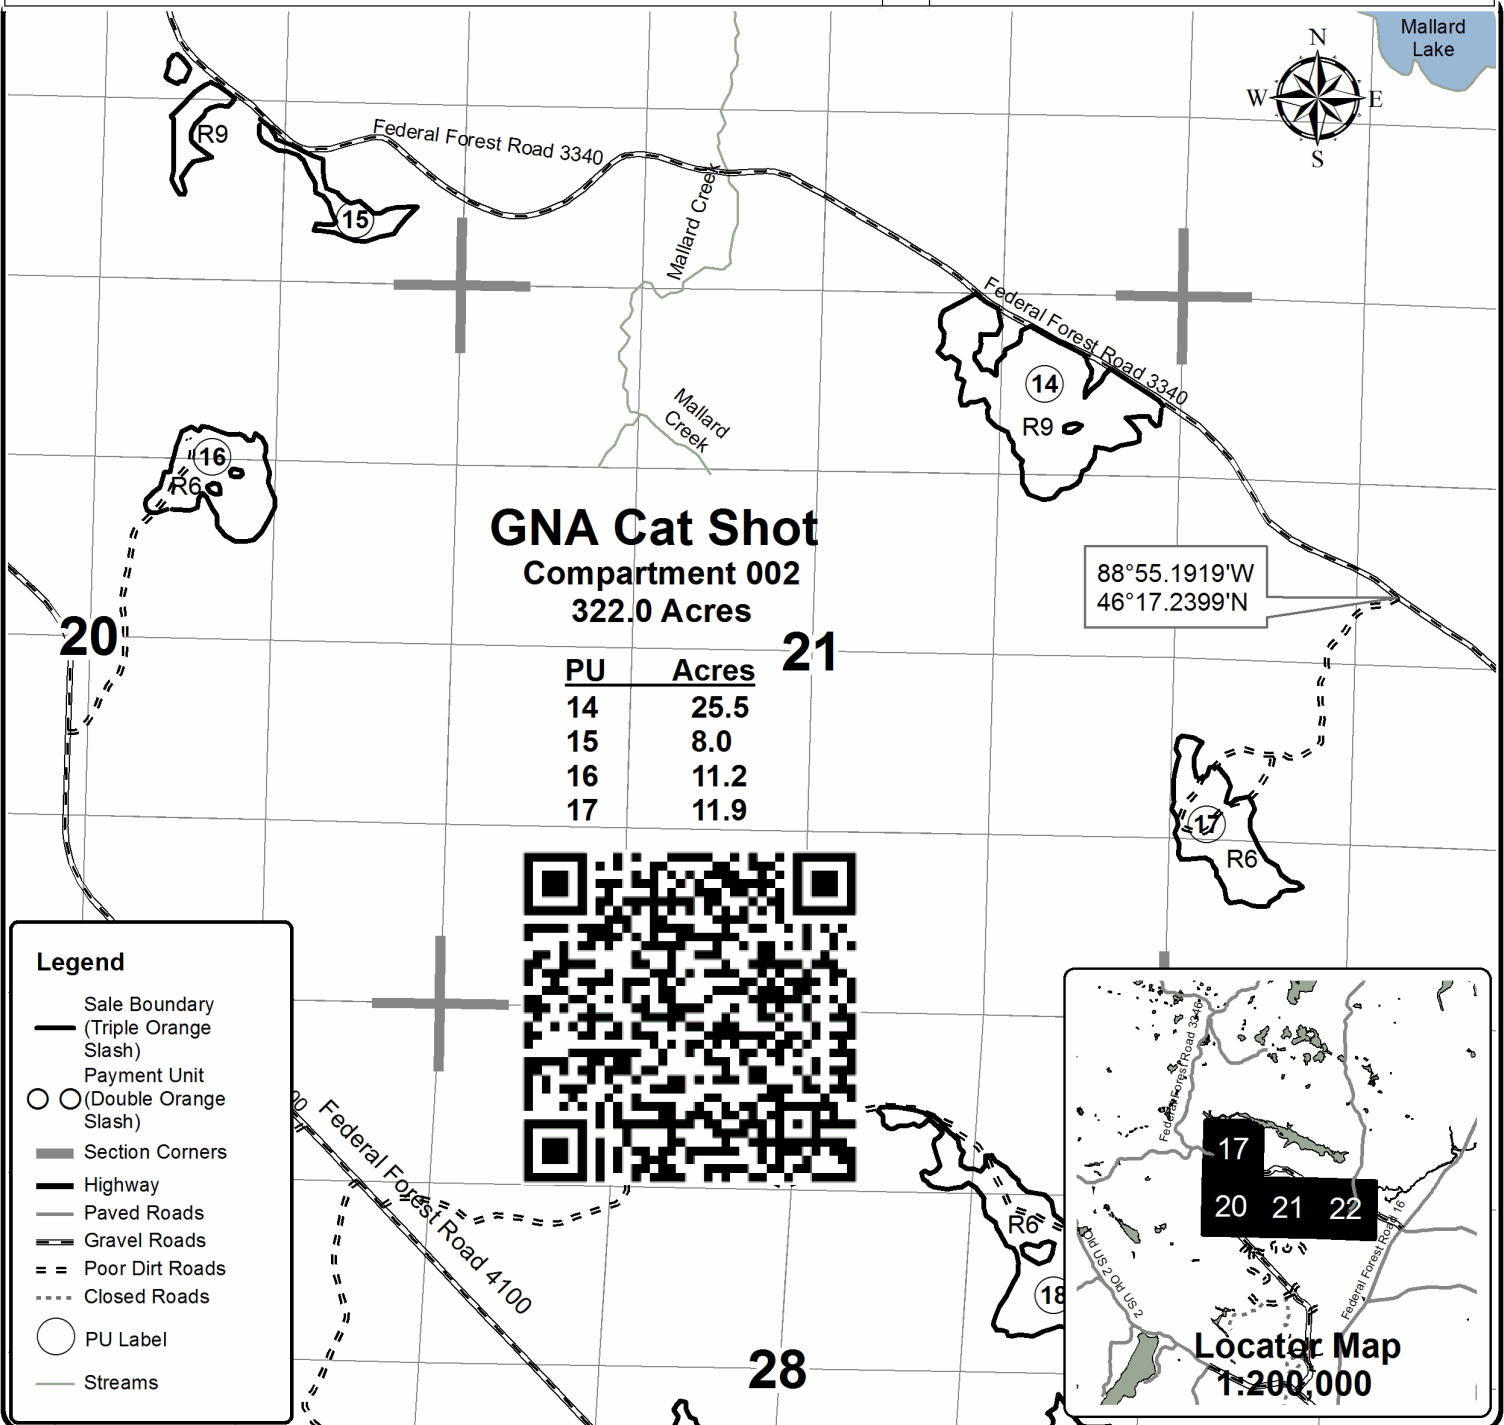 Mallard
Lake
N
W
E
S
R9
Federal Forest Road 3340
15
Mallard Creek
Federal Forest Road 3340
14
R9
Mallard
Creek
16
R6
GNA Cat Shot
Compartment 002
322.0 Acres
88°55.1919'W
46°17.2399'N
20
21
PU Acres
14 25.5
15 8.0
16 11.2
17 11.9
17
R6
Legend
Sale Boundary
(Triple Orange
Slash)
Payment Unit
(Double Orange
Slash)
Section Corners
Highway
Paved Roads
Gravel Roads
Poor Dirt Roads
Closed Roads
PU Label
Streams
00
Federal Forest Road 4100
R6
18
28
Federal Forest Road 3346
17
20 21 22
Federal Forest Road 16
Old US 2 Old US 2
Locator Map
1:200,000